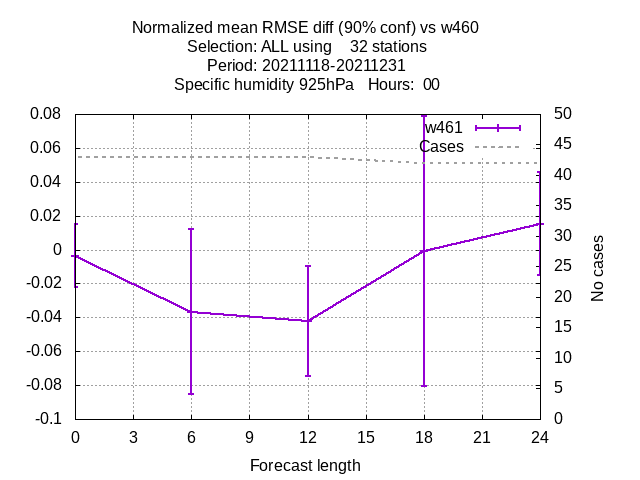 Normalized mean RMSE diff (90% conf) vs w460
Selection: ALL using    32 stations
Period: 20211118-20211231
Specific humidity 925hPa   Hours:  00
w461
Cases
0.08
0.06
0.04
0.02
0
-0.02
-0.04
-0.06
-0.08
-0.1
50
45
40
35
30
25
20
15
10
5
0
No cases
0 3 6 9 12 15 18 21 24
Forecast length